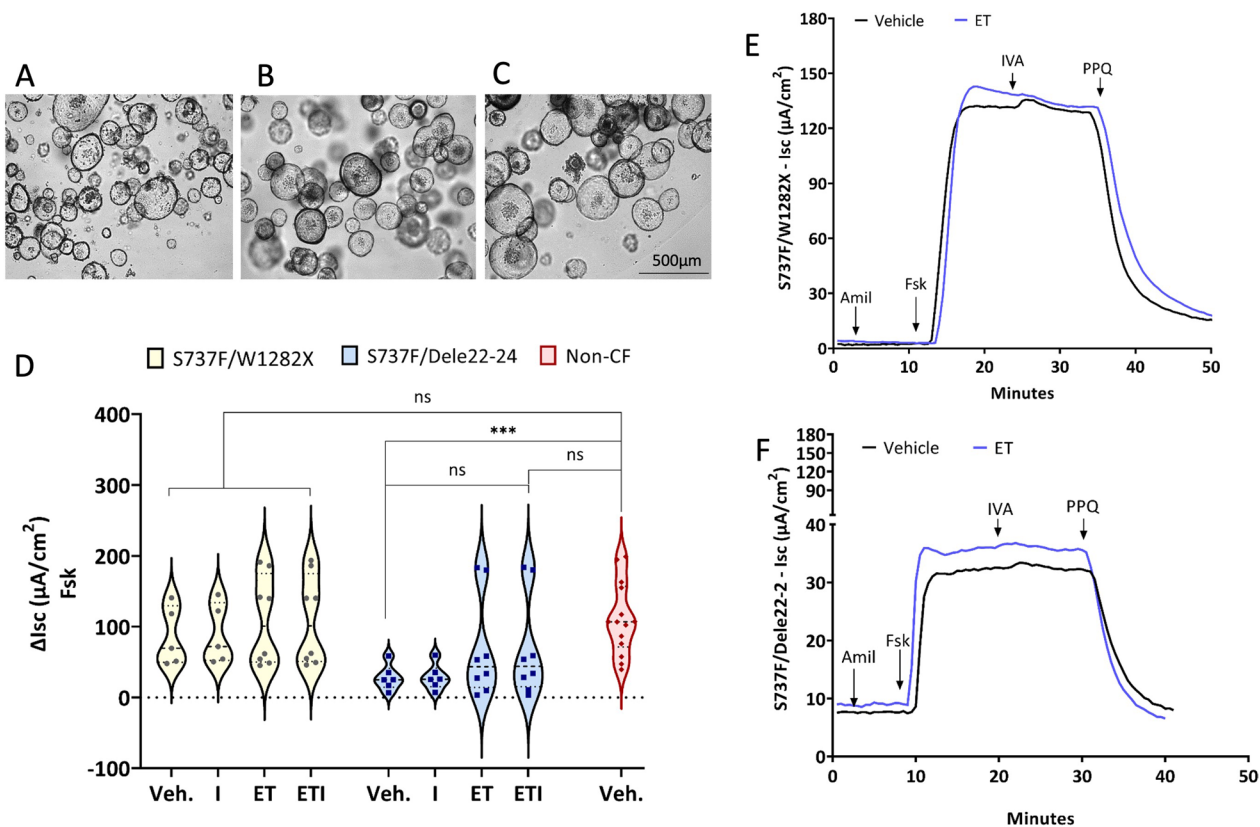 A
B
C
500µm
D
S737F/W1282X
S737F/Dele22-24
Non-CF
ns
***
ns
ns
ΔIsc (µA/cm²)
Fsk
400
300
200
100
0
-100
Veh. I ET ETI Veh. I ET ETI Veh.
E
Vehicle ET
S737F/W1282X - Isc (µA/cm²)
180
150
120
90
60
30
0
IVA
PPQ
Amil
Fsk
0 10 20 30 40 50
Minutes
F
Vehicle ET
S737F/Dele22-2 - Isc (µA/cm²)
180
150
120
90
40
30
20
10
0
IVA
PPQ
Amil
Fsk
0 10 20 30 40 50
Minutes